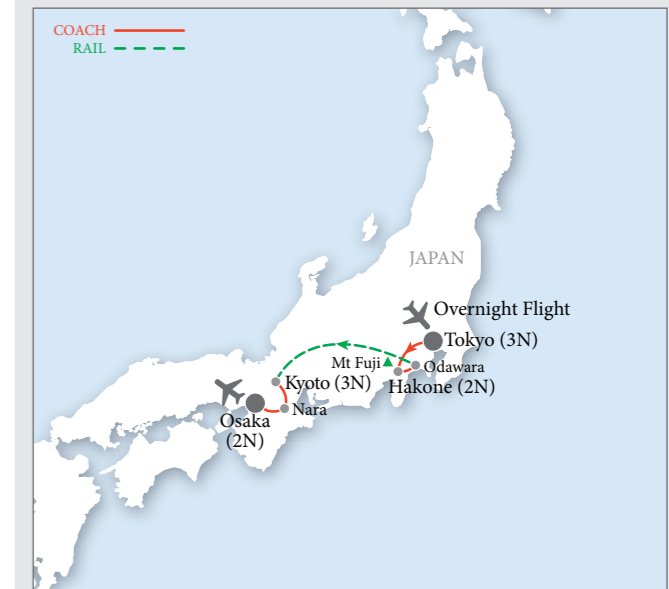 COACH
RAIL
JAPAN
Overnight Flight
Tokyo (3N)
Mt Fuji
Odawara
Kyoto (3N)
Hakone (2N)
Nara
Osaka
(2N)